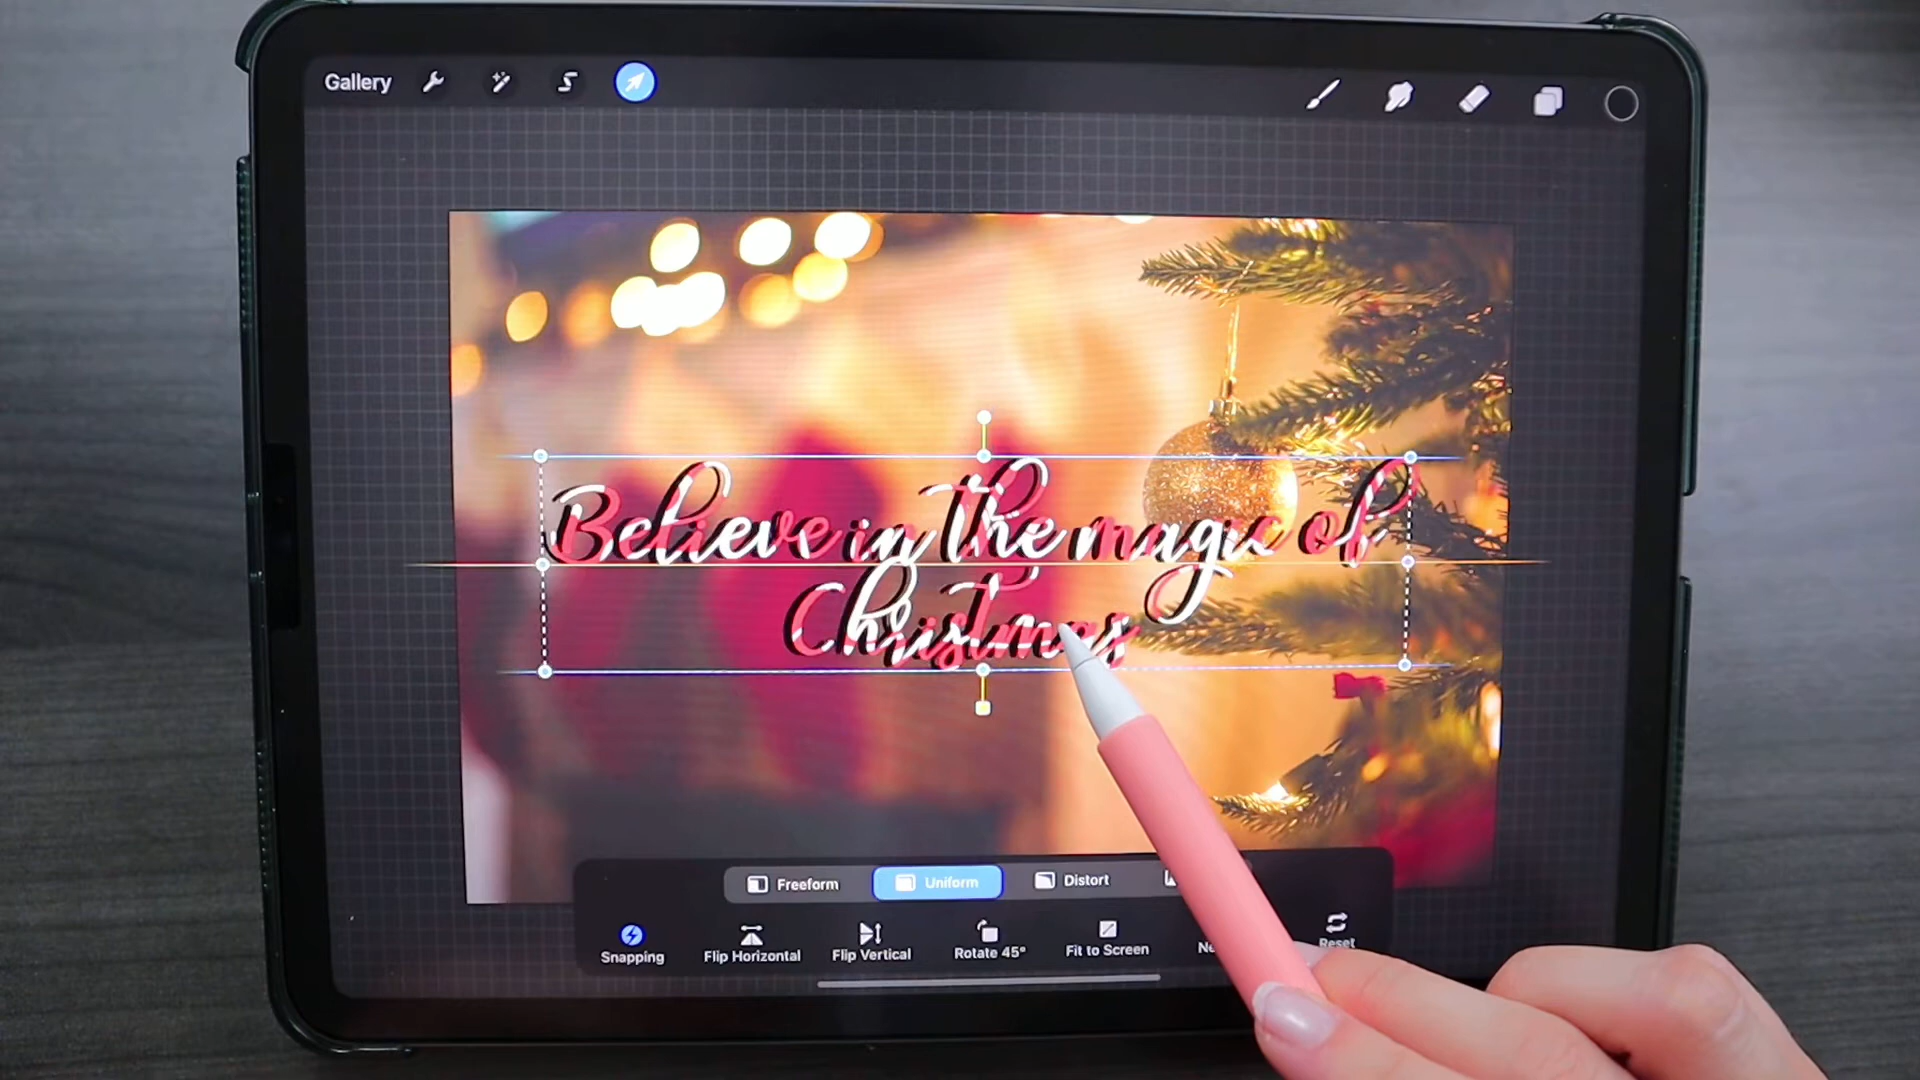 Gallery
Believe in the magic of
Christmas
Freeform
Uniform
Distort
Snapping
Flip Horizontal
Flip Vertical
Rotate 45°
Fit to Screen
Reset